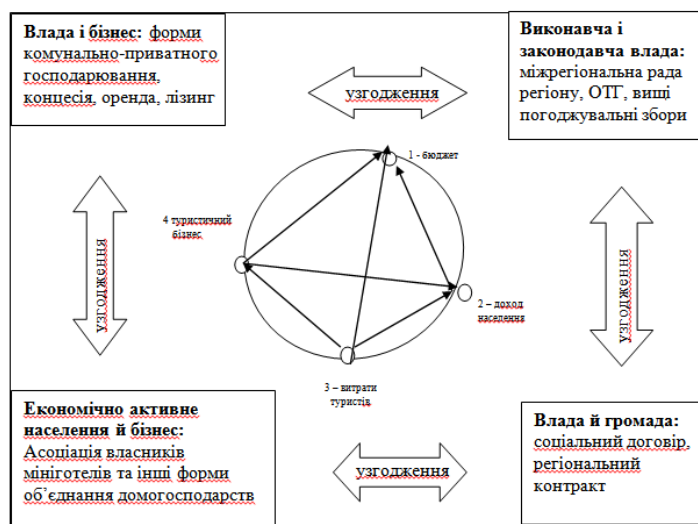 Влада і бізнес: форми
комунально-приватного
господарювання,
концесія, оренда, лізинг
Виконавча і
законодавча влада:
міжрегіональна рада
регіону, ОТГ, вищі
погоджувальні збори
узгодження
1 - бюджет
4 туристичний
бізнес
узгодження
узгодження
2 – доход
населення
3 – витрати
туристів
Економічно активне
населення й бізнес:
Асоціація власників
мініготелів та інші форми
об’єднання домогосподарств
узгодження
Влада й громада:
соціальний договір,
регіональний
контракт